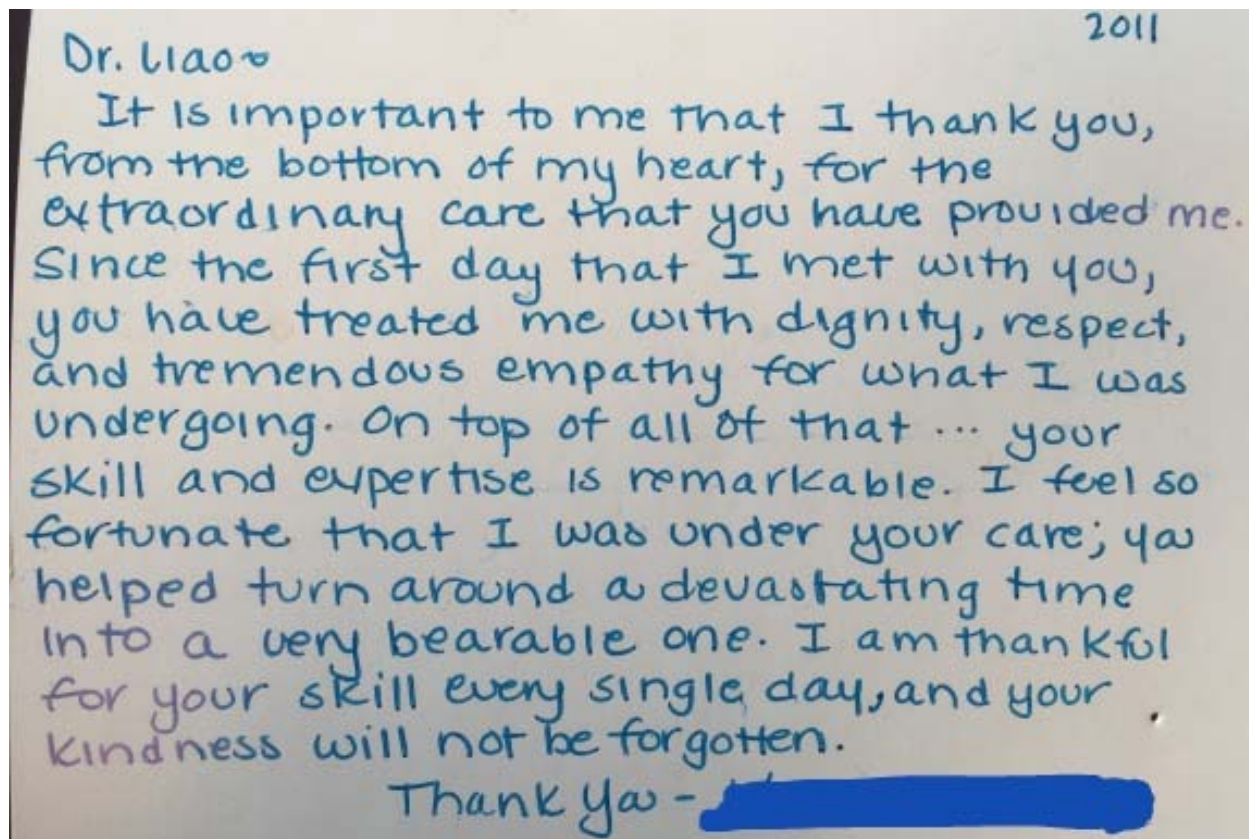 2011
Dr. Liao~
It is important to me that I thank you,
from the bottom of my heart, for the
extraordinary care that you have provided me.
Since the first day that I met with you,
you have treated me with dignity, respect,
and tremendous empathy for what I was
undergoing. On top of all of that ... your
skill and expertise is remarkable. I feel so
fortunate that I was under your care; you
helped turn around a devastating time
into a very bearable one. I am thankful
for your skill every single day, and your
kindness will not be forgotten.
Thank you -